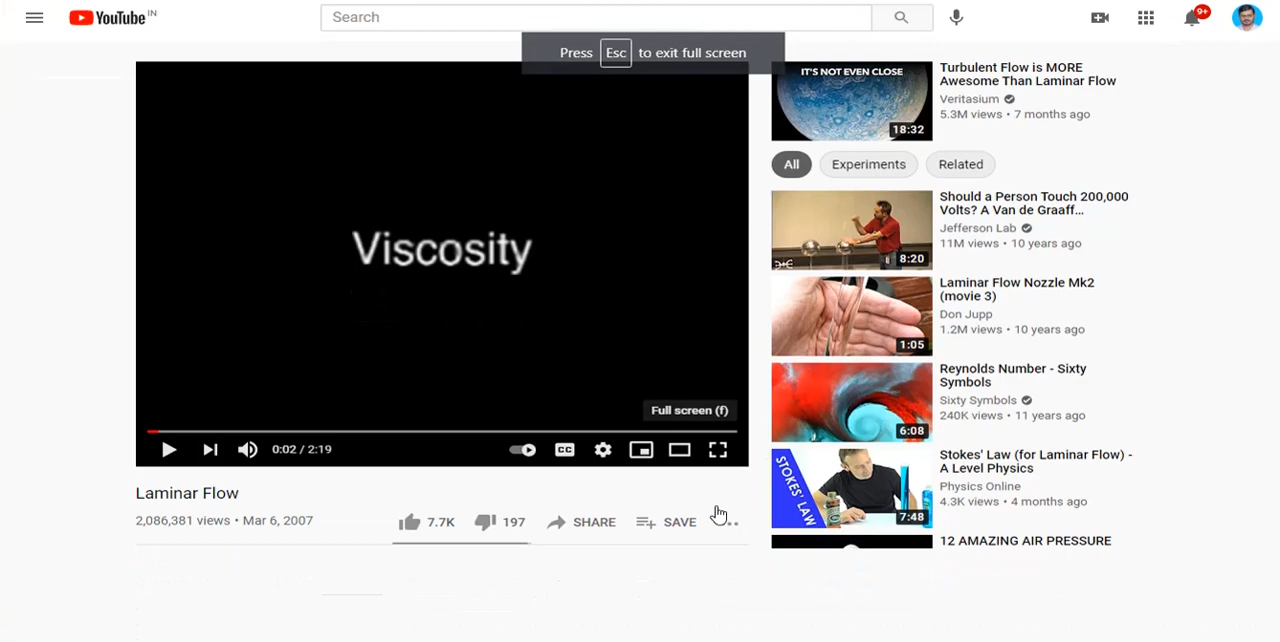 YouTube IN
Search
9+
Press Esc to exit full screen
Viscosity
Full screen (f)
0:02 / 2:19
CC
Laminar Flow
2,086,381 views • Mar 6, 2007
7.7K
197
SHARE
SAVE
IT'S NOT EVEN CLOSE
18:32
Turbulent Flow is MORE
Awesome Than Laminar Flow
Veritasium
5.3M views • 7 months ago
All
Experiments
Related
8:20
Should a Person Touch 200,000
Volts? A Van de Graaff...
Jefferson Lab
11M views • 10 years ago
1:05
Laminar Flow Nozzle Mk2
(movie 3)
Don Jupp
1.2M views • 10 years ago
6:08
Reynolds Number - Sixty
Symbols
Sixty Symbols
240K views • 11 years ago
STOKES' LAW
7:48
Stokes' Law (for Laminar Flow) -
A Level Physics
Physics Online
4.3K views • 4 months ago
12 AMAZING AIR PRESSURE